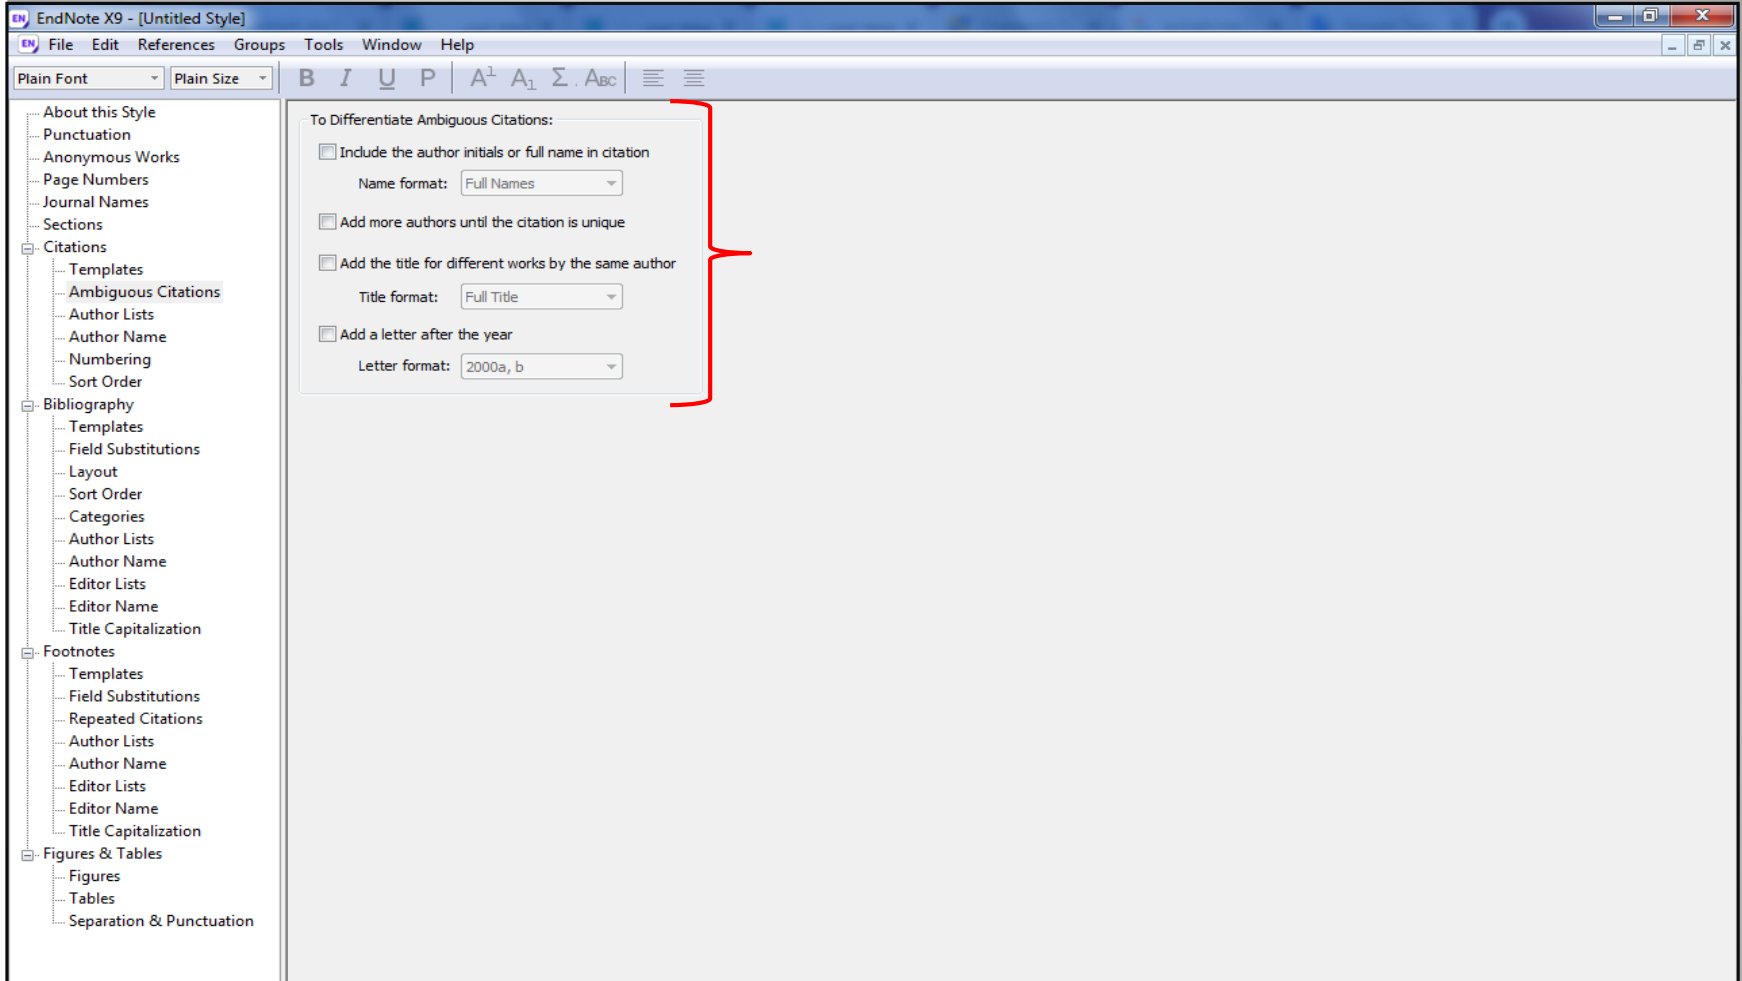 EN EndNote X9 - [Untitled Style]
EN File Edit References Groups Tools Window Help
Plain Font Plain Size B I U P A1 A1 Σ ABC
About this Style
Punctuation
Anonymous Works
Page Numbers
Journal Names
Sections
Citations
Templates
Ambiguous Citations
Author Lists
Author Name
Numbering
Sort Order
Bibliography
Templates
Field Substitutions
Layout
Sort Order
Categories
Author Lists
Author Name
Editor Lists
Editor Name
Title Capitalization
Footnotes
Templates
Field Substitutions
Repeated Citations
Author Lists
Author Name
Editor Lists
Editor Name
Title Capitalization
Figures & Tables
Figures
Tables
Separation & Punctuation
To Differentiate Ambiguous Citations:
Include the author initials or full name in citation
Name format: Full Names
Add more authors until the citation is unique
Add the title for different works by the same author
Title format: Full Title
Add a letter after the year
Letter format: 2000a, b